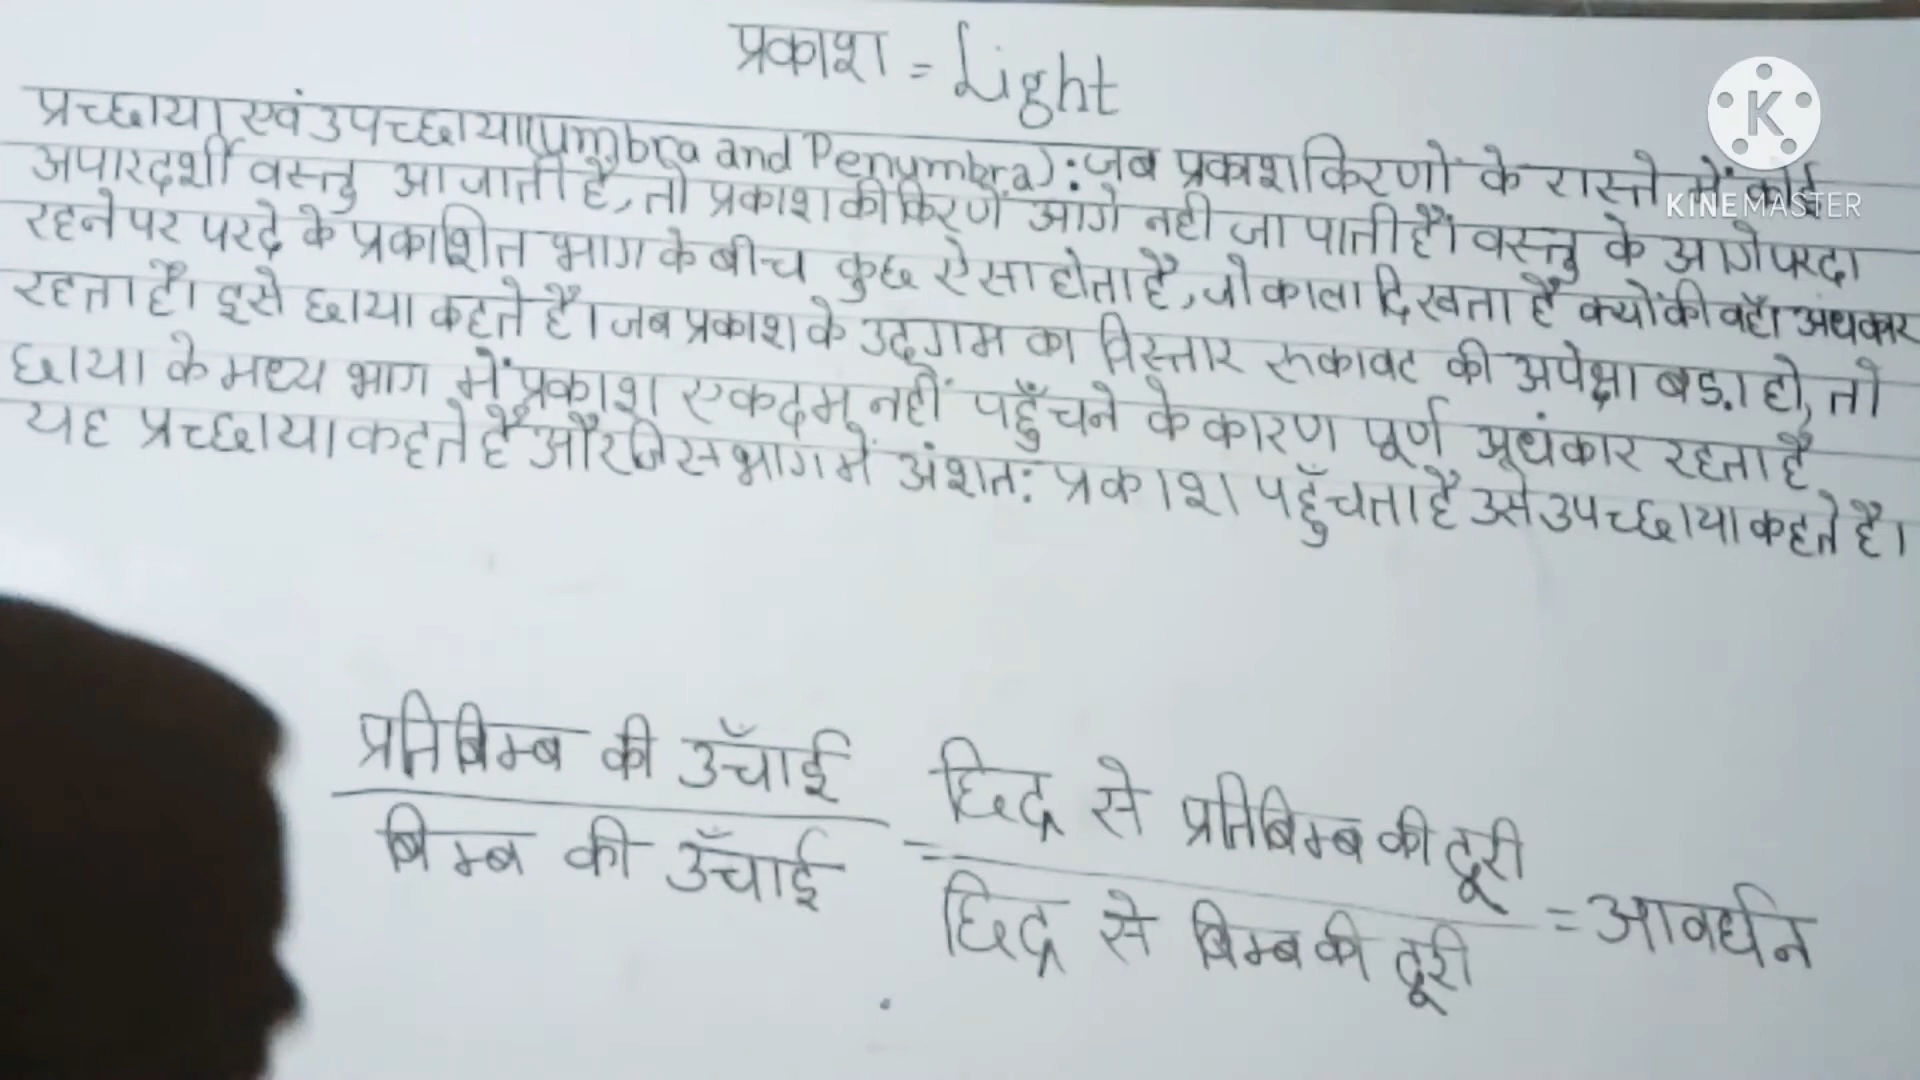 प्रकाश = Light
प्रच्छाया एवं उपच्छाया (Umbra and Penumbra) : जब प्रकाश किरणों के रास्ते में कोई
अपारदर्शी वस्तु आ जाती है, तो प्रकाश की किरणें आगे नही जा पाती है। वस्तु के आगे परदा
रहने पर परदे के प्रकाशित भाग के बीच कुछ ऐसा होता है, जो काला दिखता है क्योंकी वहाँ अंधकार
रहता है। इसे छाया कहते है। जब प्रकाश के उदगम का विस्तार रूकावट की अपेक्षा बड़ा हो, तो
छाया के मध्य भाग में प्रकाश एकदम नहीं पहुँचने के कारण पूर्ण अधंकार रहता है
यह प्रच्छाया कहते है और जिस भाग में अंशत: प्रकाश पहुँचता है उसे उपच्छाया कहते है।
K
KINEMASTER
प्रतिबिम्ब की उँचाई / बिम्ब की उँचाई = छिद्र से प्रतिबिम्ब की दूरी / छिद्र से बिम्ब की दूरी = आवर्धन